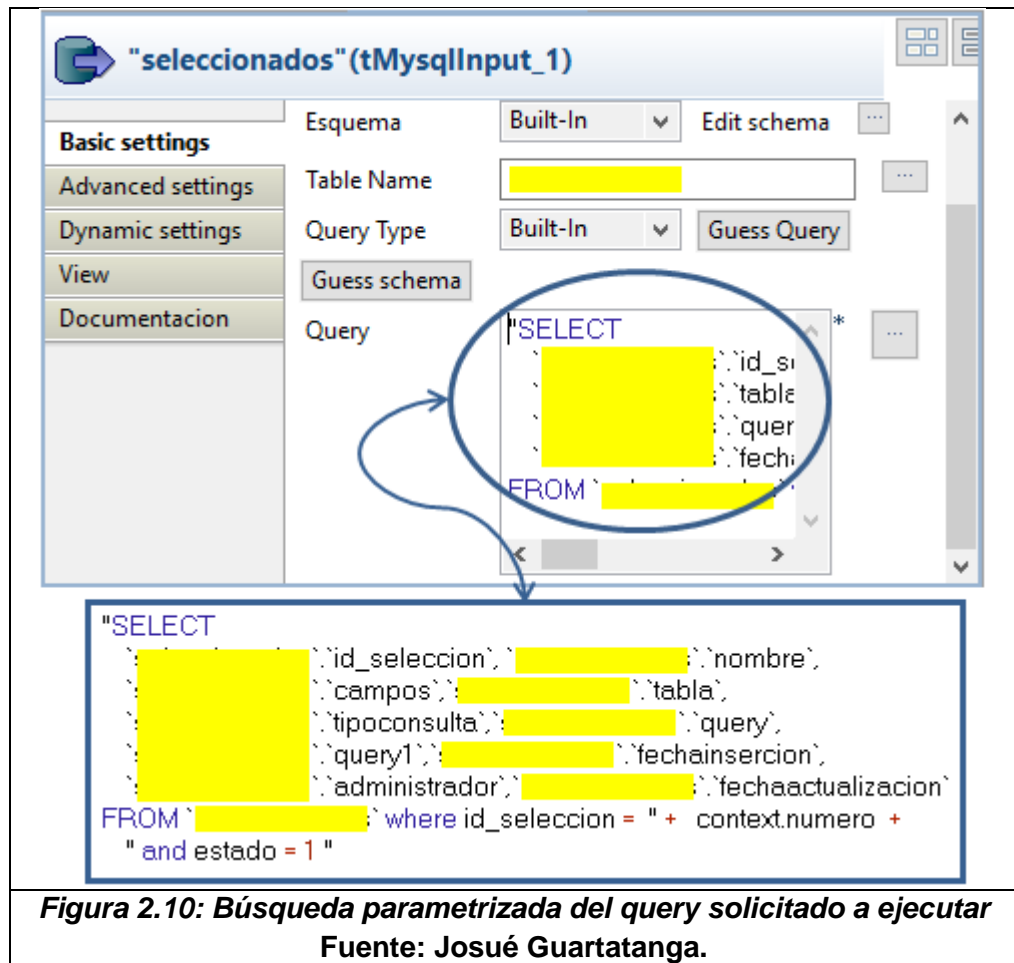 "seleccionados"(tMysqlInput_1)
Basic settings
Advanced settings
Dynamic settings
View
Documentacion
Esquema Built-In Edit schema ...
Table Name ...
Query Type Built-In Guess Query
Guess schema
Query "SELECT * ...
`.`id_s
`.`table
`.`quer
`.`fech
FROM `
"SELECT
` `.`id_seleccion`,` `.`nombre`,
` `.`campos`,` `.`tabla`,
` `.`tipoconsulta`,` `.`query`,
` `.`query1`,` `.`fechainsercion`,
` `.`administrador`,` `.`fechaactualizacion`
FROM ` ` where id_seleccion = " + context.numero +
" and estado = 1 "
Figura 2.10: Búsqueda parametrizada del query solicitado a ejecutar
Fuente: Josué Guartatanga.